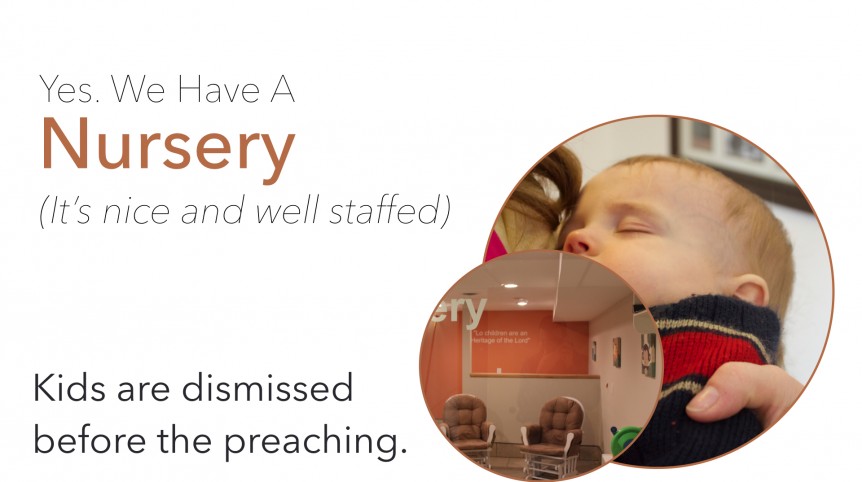 Yes. We Have A
Nursery
(It's nice and well staffed)
ery
"Lo children are an
Heritage of the Lord"
Kids are dismissed
before the preaching.